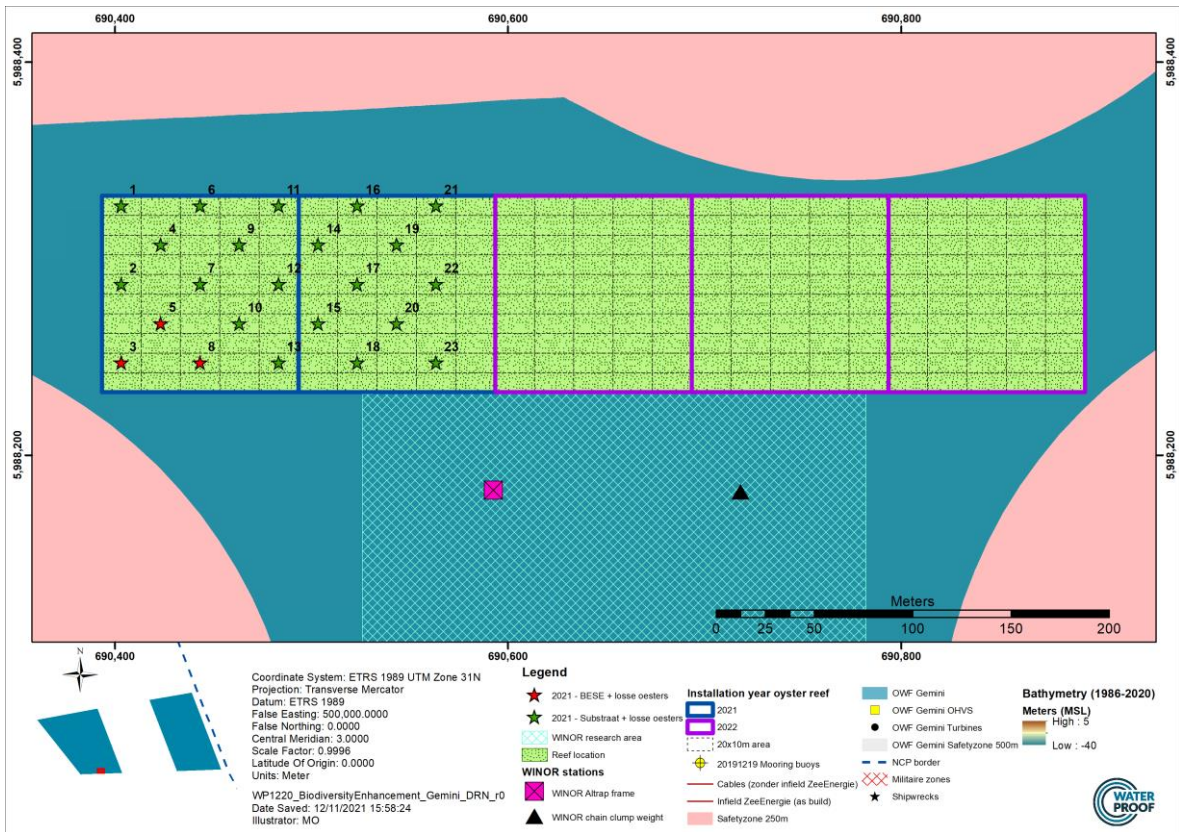 690,400
690,600
690,800
5,988,400
5,988,400
1
6
11
16
21
4
9
14
19
2
7
12
17
22
5
10
15
20
3
8
13
18
23
5,988,200
5,988,200
Meters
0
25
50
100
150
200
690,400
690,600
690,800
N
Coordinate System: ETRS 1989 UTM Zone 31N
Projection: Transverse Mercator
Datum: ETRS 1989
False Easting: 500,000.0000
False Northing: 0.0000
Central Meridian: 3.0000
Scale Factor: 0.9996
Latitude Of Origin: 0.0000
Units: Meter
WP1220_BiodiversityEnhancement_Gemini_DRN_r0
Date Saved: 12/11/2021 15:58:24
Illustrator: MO
Legend
2021 - BESE + losse oesters
2021 - Substraat + losse oesters
WINOR research area
Reef location
WINOR stations
WINOR Altrap frame
WINOR chain clump weight
Installation year oyster reef
2021
2022
20x10m area
20191219 Mooring buoys
Cables (zonder infield ZeeEnergie)
Infield ZeeEnergie (as build)
Safetyzone 250m
OWF Gemini
OWF Gemini OHVS
OWF Gemini Turbines
OWF Gemini Safetyzone 500m
NCP border
Militaire zones
Shipwrecks
Bathymetry (1986-2020)
Meters (MSL)
High : 5
Low : -40
WATER
PROOF